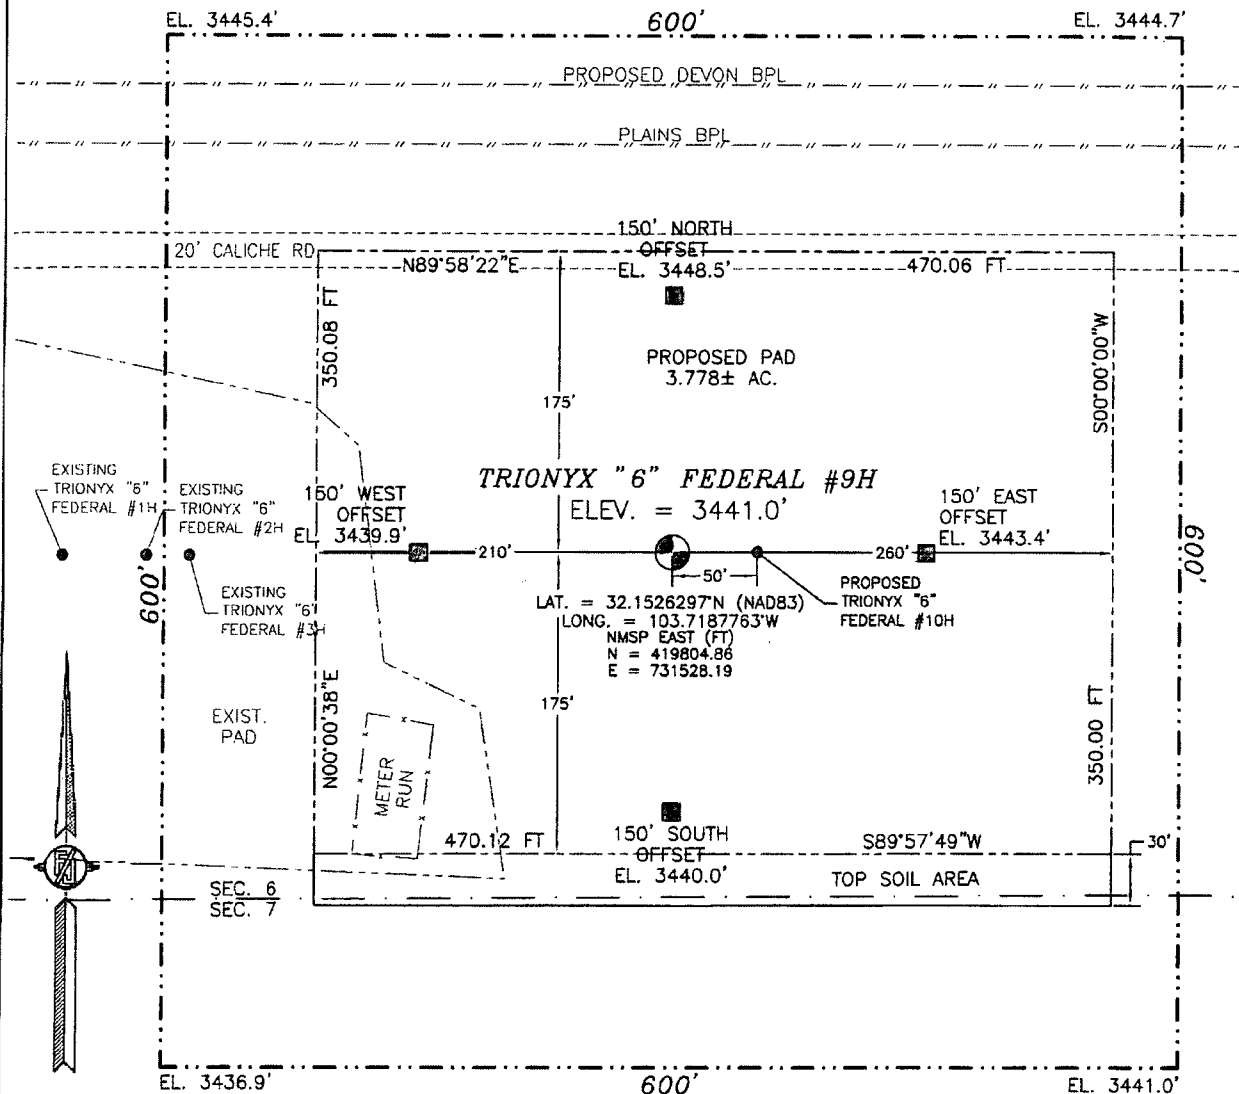 EL. 3445.4'
600'
EL. 3444.7'
PROPOSED DEVON BPL
PLAINS BPL
150' NORTH
OFFSET
EL. 3448.5'
20' CALICHE RD
N89°58'22"E
470.06 FT
350.08 FT
S00°00'00"W
PROPOSED PAD
3.778± AC.
175'
TRIONYX "6" FEDERAL #9H
ELEV. = 3441.0'
EXISTING
TRIONYX "6"
FEDERAL #1H
EXISTING
TRIONYX "6"
FEDERAL #2H
150' WEST
OFFSET
EL. 3439.9'
150' EAST
OFFSET
EL. 3443.4'
210'
260'
50'
600'
600'
EXISTING
TRIONYX "6"
FEDERAL #3H
PROPOSED
TRIONYX "6"
FEDERAL #10H
LAT. = 32.1526297°N (NAD83)
LONG. = 103.7187763°W
NMSP EAST (FT)
N = 419804.86
E = 731528.19
N00°00'38"E
175'
350.00 FT
EXIST.
PAD
METER
RUN
470.12 FT
150' SOUTH
OFFSET
EL. 3440.0'
S89°57'49"W
30'
TOP SOIL AREA
SEC. 6
SEC. 7
EL. 3436.9'
600'
EL. 3441.0'